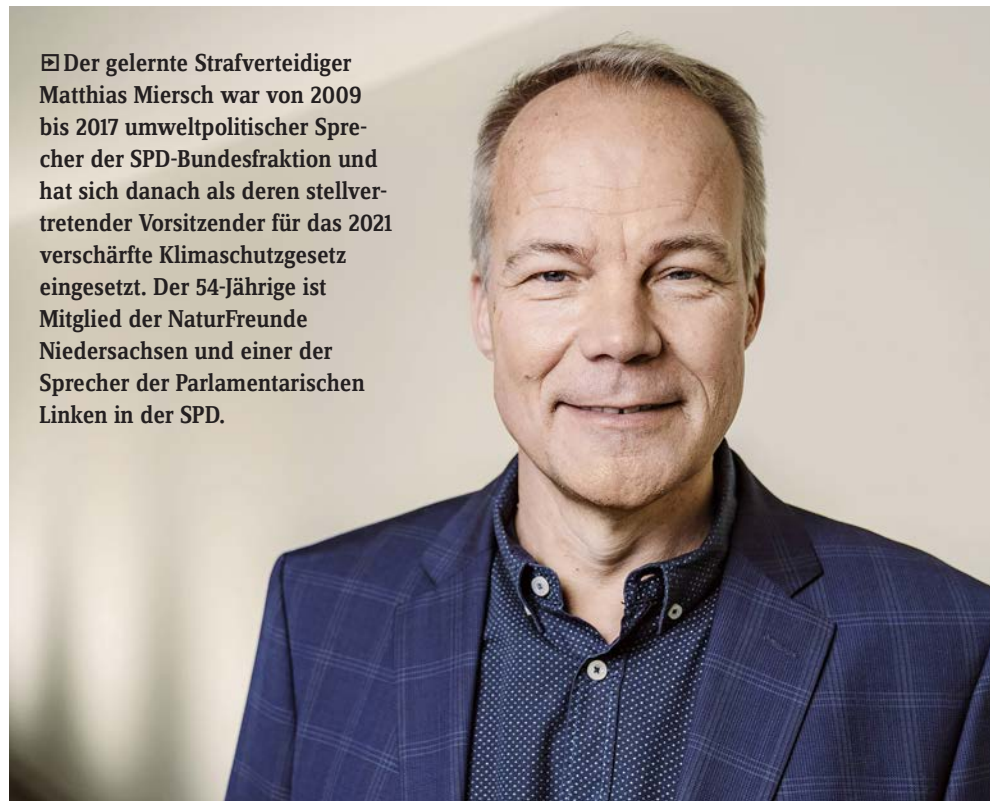 Der gelernte Strafverteidiger
Matthias Miersch war von 2009
bis 2017 umweltpolitischer Spre-
cher der SPD-Bundesfraktion und
hat sich danach als deren stellver-
tretender Vorsitzender für das 2021
verschärfte Klimaschutzgesetz
eingesetzt. Der 54-Jährige ist
Mitglied der NaturFreunde
Niedersachsen und einer der
Sprecher der Parlamentarischen
Linken in der SPD.